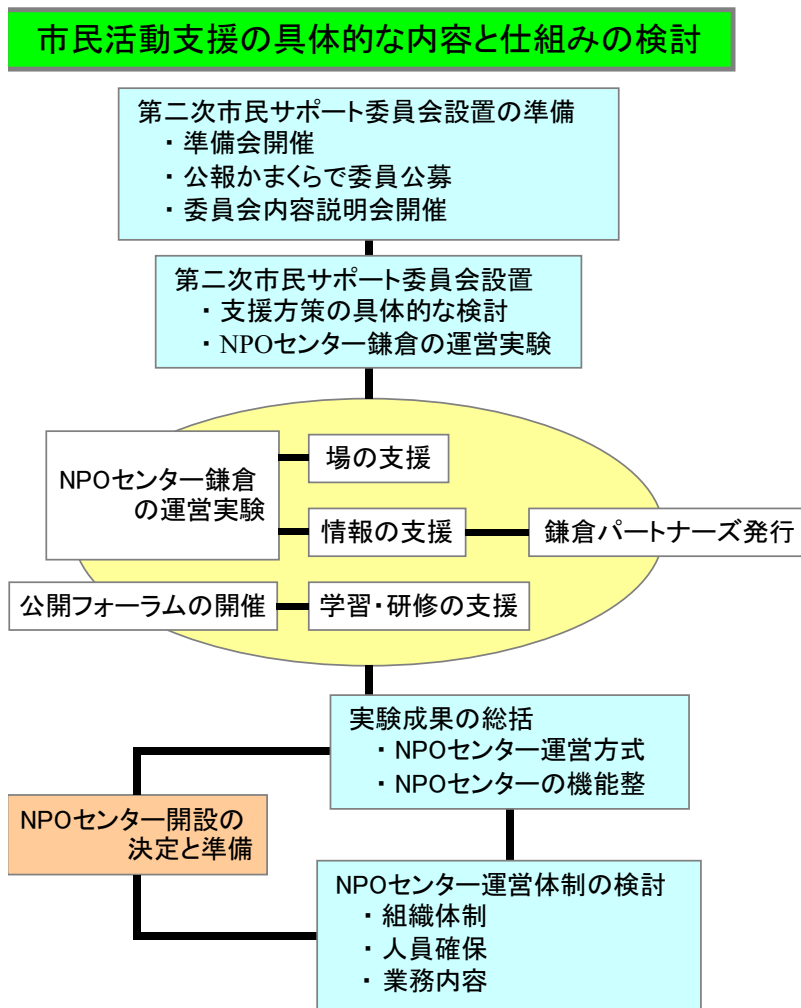 市民活動支援の具体的な内容と仕組みの検討
第二次市民サポート委員会設置の準備
・ 準備会開催
・ 公報かまくらで委員公募
・ 委員会内容説明会開催
第二次市民サポート委員会設置
・ 支援方策の具体的な検討
・ NPOセンター鎌倉の運営実験
NPOセンター鎌倉
の運営実験
場の支援
情報の支援
鎌倉パートナーズ発行
公開フォーラムの開催
学習・研修の支援
実験成果の総括
・ NPOセンター運営方式
・ NPOセンターの機能整
NPOセンター開設の
決定と準備
NPOセンター運営体制の検討
・ 組織体制
・ 人員確保
・ 業務内容